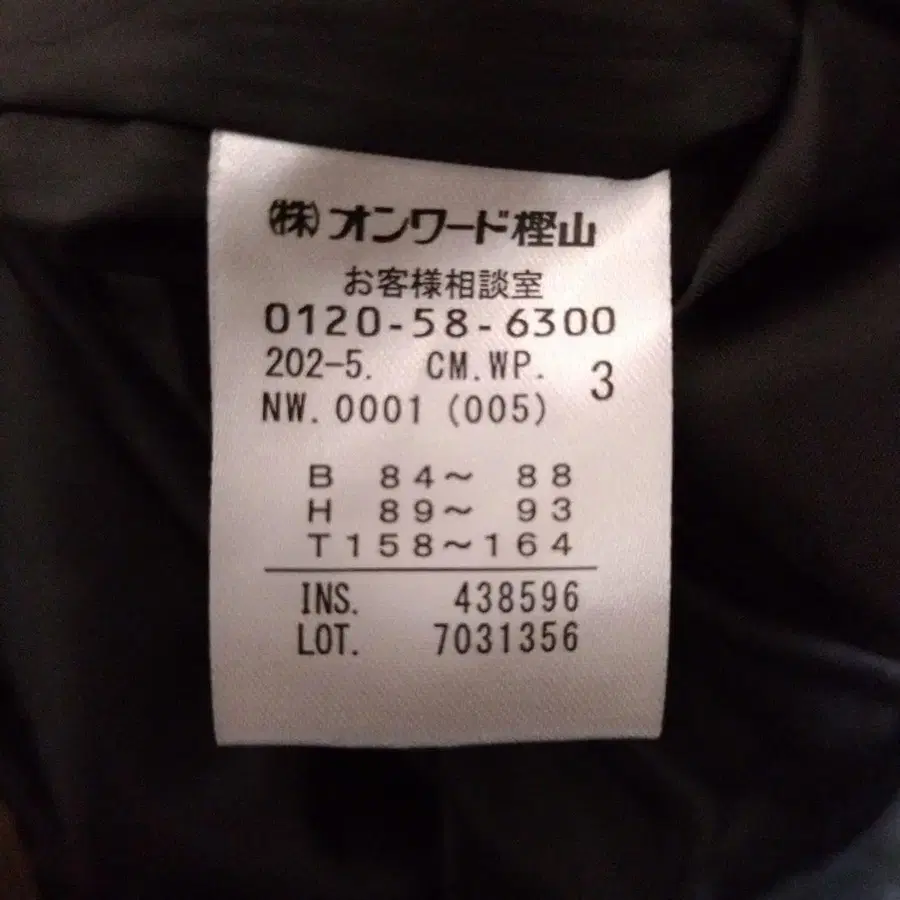 ㈱オンワード樫山
お客様相談室
0120-58-6300
202-5. CM.WP. 3
NW.0001(005)
B 84～ 88
H 89～ 93
T158～164
INS. 438596
LOT. 7031356